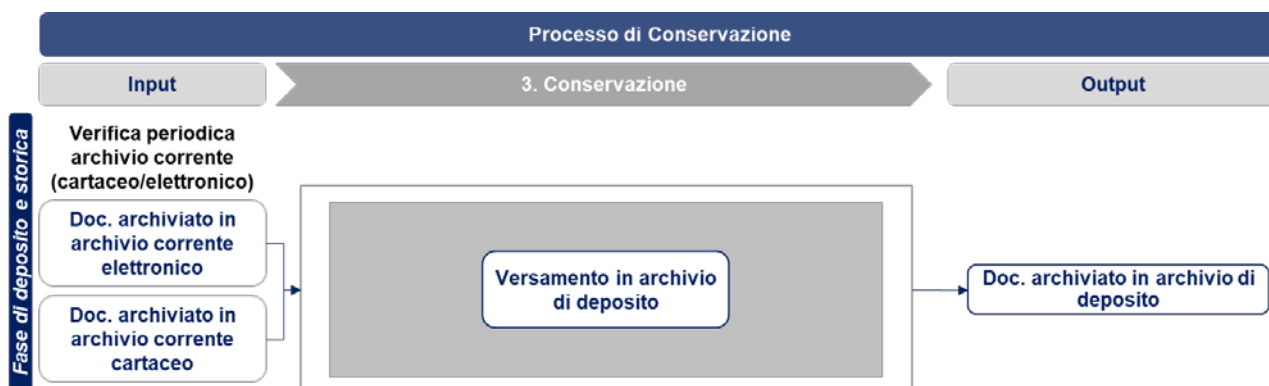 Processo di Conservazione
Input
3. Conservazione
Output
Fase di deposito e storica
Verifica periodica
archivio corrente
(cartaceo/elettronico)
Doc. archiviato in
archivio corrente
elettronico
Doc. archiviato in
archivio corrente
cartaceo
Versamento in archivio
di deposito
Doc. archiviato in archivio di
deposito